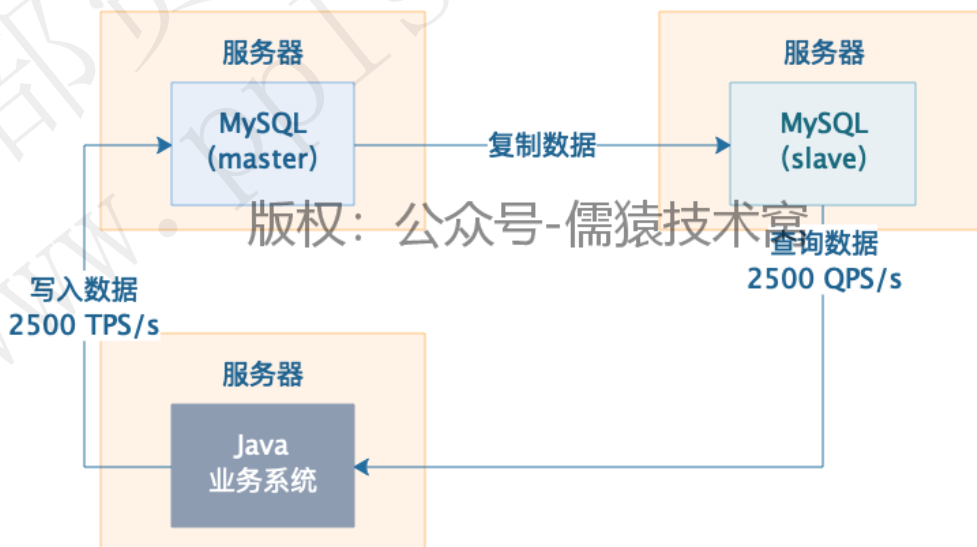 服务器
MySQL
(master)
复制数据
服务器
MySQL
(slave)
版权：公众号-儒猿技术窝
查询数据
2500 QPS/s
写入数据
2500 TPS/s
服务器
Java
业务系统